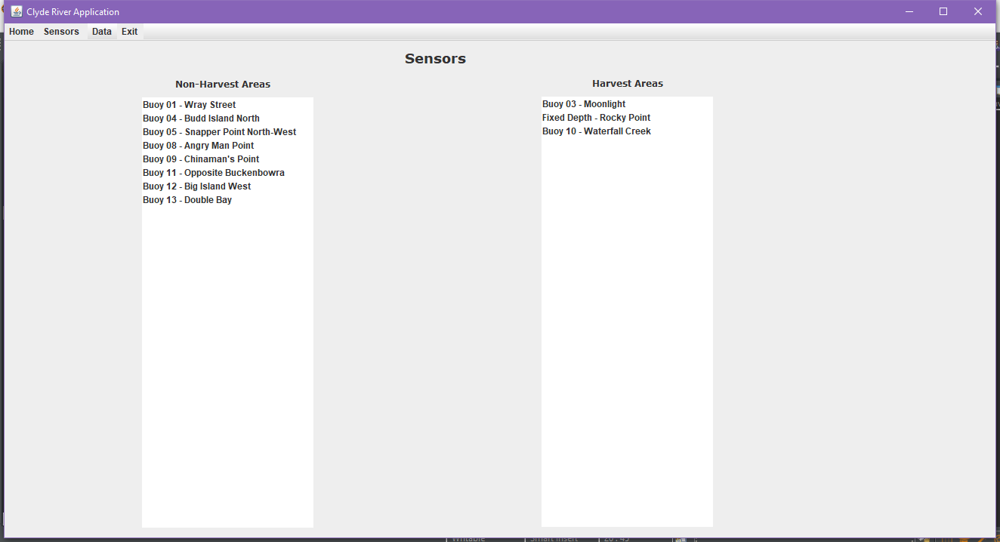 Clyde River Application
Home Sensors Data Exit
Sensors
Non-Harvest Areas
Buoy 01 - Wray Street
Buoy 04 - Budd Island North
Buoy 05 - Snapper Point North-West
Buoy 08 - Angry Man Point
Buoy 09 - Chinaman's Point
Buoy 11 - Opposite Buckenbowra
Buoy 12 - Big Island West
Buoy 13 - Double Bay
Harvest Areas
Buoy 03 - Moonlight
Fixed Depth - Rocky Point
Buoy 10 - Waterfall Creek
Writable Smart Insert